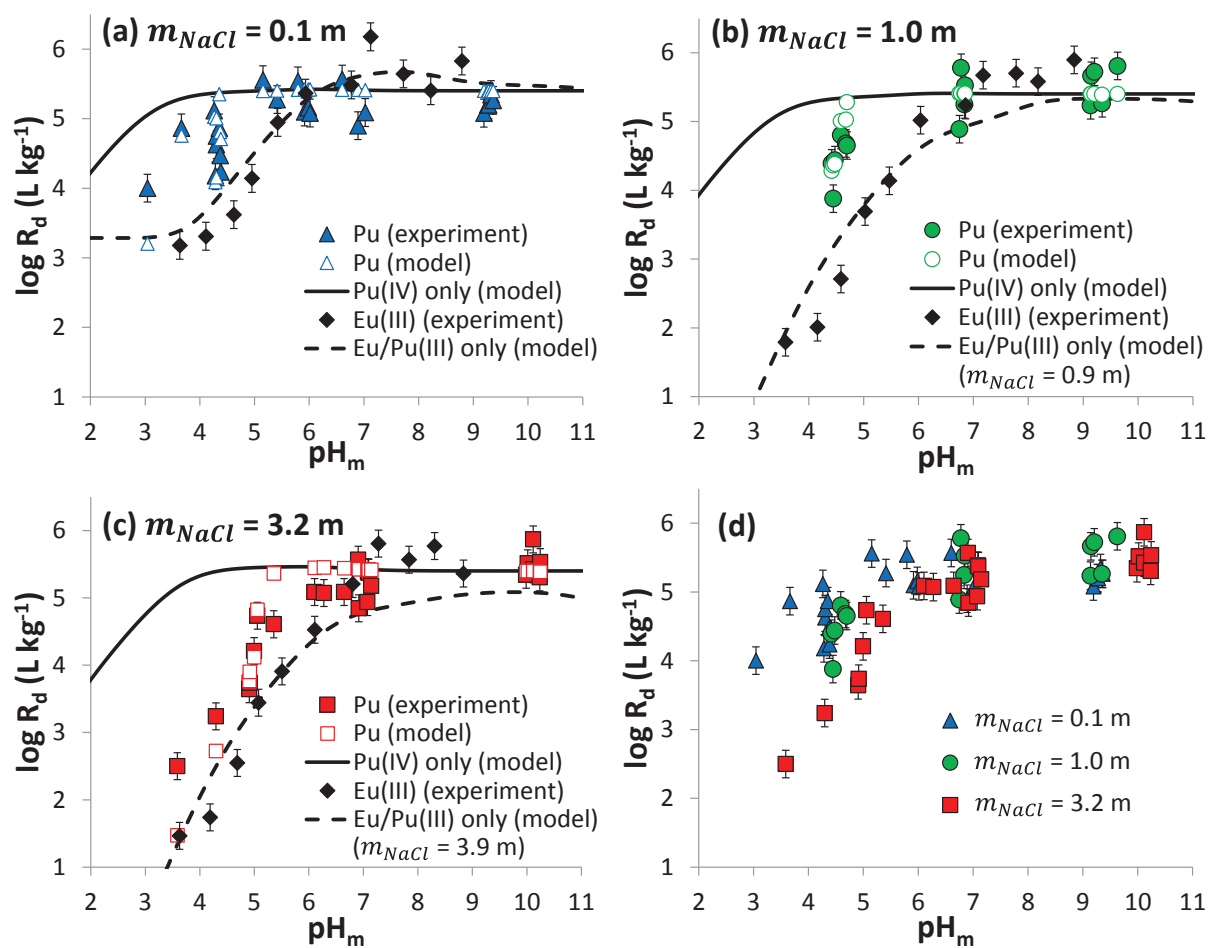 (a) m_NaCl = 0.1 m
log R_d (L kg⁻¹)
6
5
4
3
2
1
Pu (experiment)
Pu (model)
Pu(IV) only (model)
Eu(III) (experiment)
Eu/Pu(III) only (model)
2 3 4 5 6 7 8 9 10 11
pH_m
(b) m_NaCl = 1.0 m
log R_d (L kg⁻¹)
6
5
4
3
2
1
Pu (experiment)
Pu (model)
Pu(IV) only (model)
Eu(III) (experiment)
Eu/Pu(III) only (model)
(m_NaCl = 0.9 m)
2 3 4 5 6 7 8 9 10 11
pH_m
(c) m_NaCl = 3.2 m
log R_d (L kg⁻¹)
6
5
4
3
2
1
Pu (experiment)
Pu (model)
Pu(IV) only (model)
Eu(III) (experiment)
Eu/Pu(III) only (model)
(m_NaCl = 3.9 m)
2 3 4 5 6 7 8 9 10 11
pH_m
(d)
log R_d (L kg⁻¹)
6
5
4
3
2
1
m_NaCl = 0.1 m
m_NaCl = 1.0 m
m_NaCl = 3.2 m
2 3 4 5 6 7 8 9 10 11
pH_m